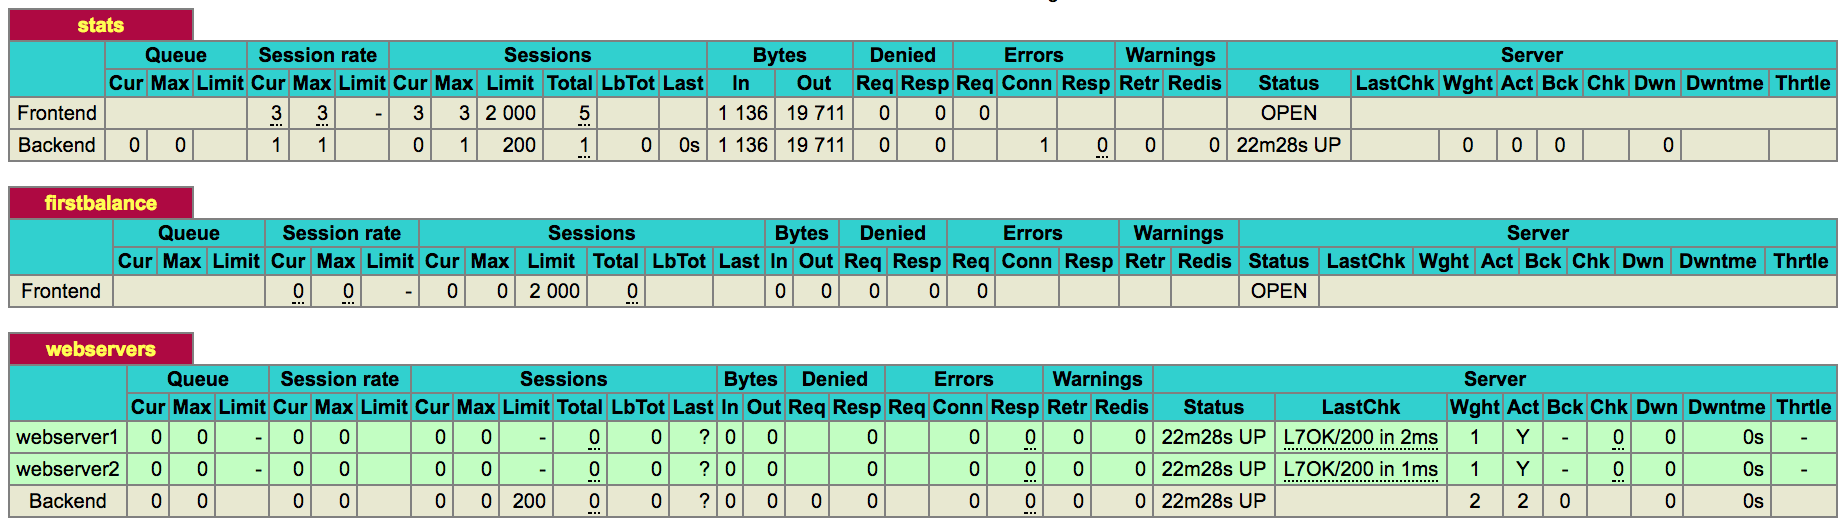 stats
Queue Session rate Sessions Bytes Denied Errors Warnings Server
Cur Max Limit Cur Max Limit Cur Max Limit Total LbTot Last In Out Req Resp Req Conn Resp Retr Redis Status LastChk Wght Act Bck Chk Dwn Dwntme Thrtle
Frontend 3 3 - 3 3 2 000 5 1 136 19 711 0 0 0 OPEN
Backend 0 0 1 1 0 1 200 1 0 0s 1 136 19 711 0 0 1 0 0 0 22m28s UP 0 0 0 0
firstbalance
Queue Session rate Sessions Bytes Denied Errors Warnings Server
Cur Max Limit Cur Max Limit Cur Max Limit Total LbTot Last In Out Req Resp Req Conn Resp Retr Redis Status LastChk Wght Act Bck Chk Dwn Dwntme Thrtle
Frontend 0 0 - 0 0 2 000 0 0 0 0 0 0 OPEN
webservers
Queue Session rate Sessions Bytes Denied Errors Warnings Server
Cur Max Limit Cur Max Limit Cur Max Limit Total LbTot Last In Out Req Resp Req Conn Resp Retr Redis Status LastChk Wght Act Bck Chk Dwn Dwntme Thrtle
webserver1 0 0 - 0 0 0 0 - 0 0 ? 0 0 0 0 0 0 0 22m28s UP L7OK/200 in 2ms 1 Y - 0 0 0s -
webserver2 0 0 - 0 0 0 0 - 0 0 ? 0 0 0 0 0 0 0 22m28s UP L7OK/200 in 1ms 1 Y - 0 0 0s -
Backend 0 0 0 0 0 0 200 0 0 ? 0 0 0 0 0 0 0 0 22m28s UP 2 2 0 0 0s